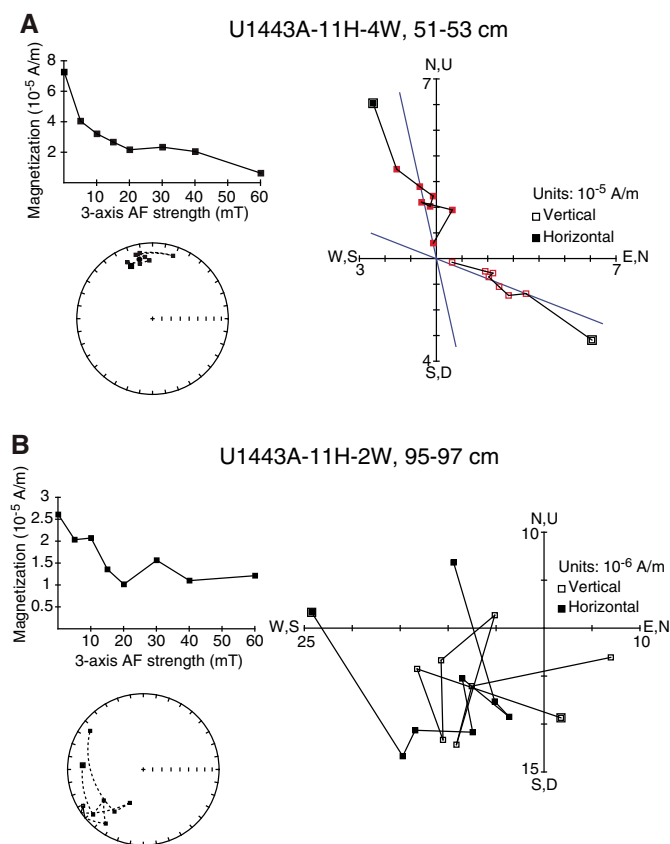 A
U1443A-11H-4W, 51-53 cm
Magnetization (10⁻⁵ A/m)
8
6
4
2
10 20 30 40 50 60
3-axis AF strength (mT)
N,U
7
Units: 10⁻⁵ A/m
Vertical
Horizontal
W,S
3
E,N
7
4
S,D
B
U1443A-11H-2W, 95-97 cm
Magnetization (10⁻⁵ A/m)
3
2.5
2
1.5
1
0.5
10 20 30 40 50 60
3-axis AF strength (mT)
N,U
10
Units: 10⁻⁶ A/m
Vertical
Horizontal
W,S
25
E,N
10
15
S,D